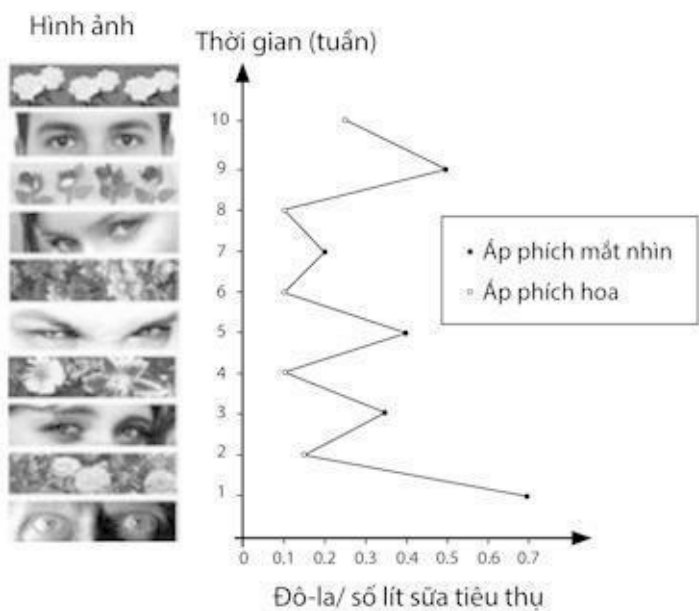 Hình ảnh
Thời gian (tuần)
10
9
8
7
6
5
4
3
2
1
Áp phích mắt nhìn
Áp phích hoa
0 0.1 0.2 0.3 0.4 0.5 0.6 0.7
Đô-la/ số lít sữa tiêu thụ